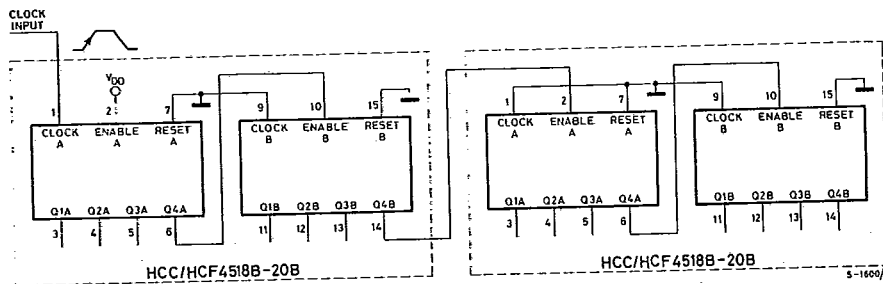 CLOCK
INPUT
VDD
1 2 7 9 10 15 1 2 7 9 10 15
CLOCK A ENABLE A RESET A
CLOCK B ENABLE B RESET B
CLOCK A ENABLE A RESET A
CLOCK B ENABLE B RESET B
Q1A Q2A Q3A Q4A
Q1B Q2B Q3B Q4B
Q1A Q2A Q3A Q4A
Q1B Q2B Q3B Q4B
3 4 5 6 11 12 13 14 3 4 5 6 11 12 13 14
HCC/HCF4518B-20B
HCC/HCF4518B-20B
S-1600/